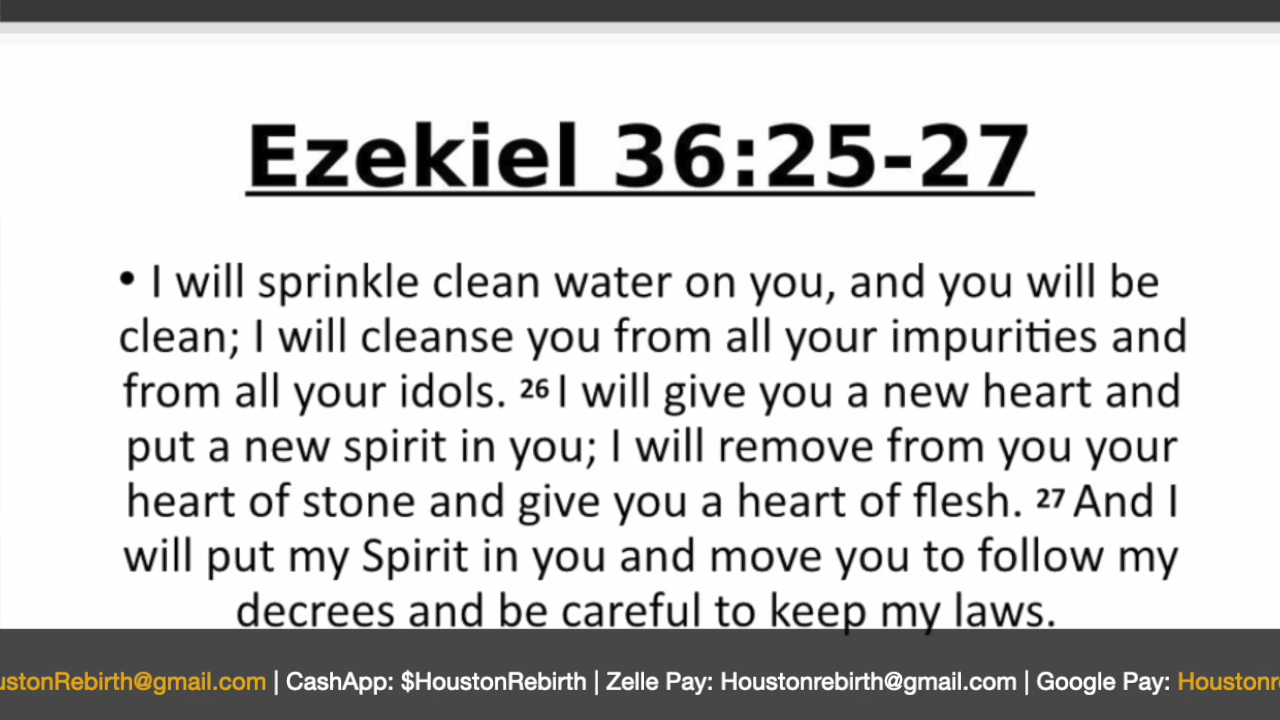 Ezekiel 36:25-27
• I will sprinkle clean water on you, and you will be
clean; I will cleanse you from all your impurities and
from all your idols. 26 I will give you a new heart and
put a new spirit in you; I will remove from you your
heart of stone and give you a heart of flesh. 27 And I
will put my Spirit in you and move you to follow my
decrees and be careful to keep my laws.
ustonRebirth@gmail.com | CashApp: $HoustonRebirth | Zelle Pay: Houstonrebirth@gmail.com | Google Pay: Houstonr